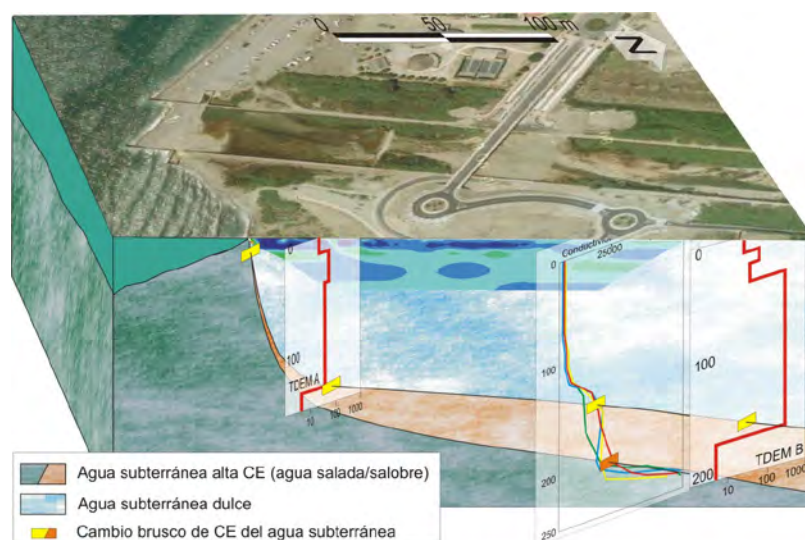 0 50 100 m
0
100
TDEM A
10 100 1000
0
25000
0
100
200
250
0
100
200
TDEM B
10 100 1000
Agua subterránea alta CE (agua salada/salobre)
Agua subterránea dulce
Cambio brusco de CE del agua subterránea